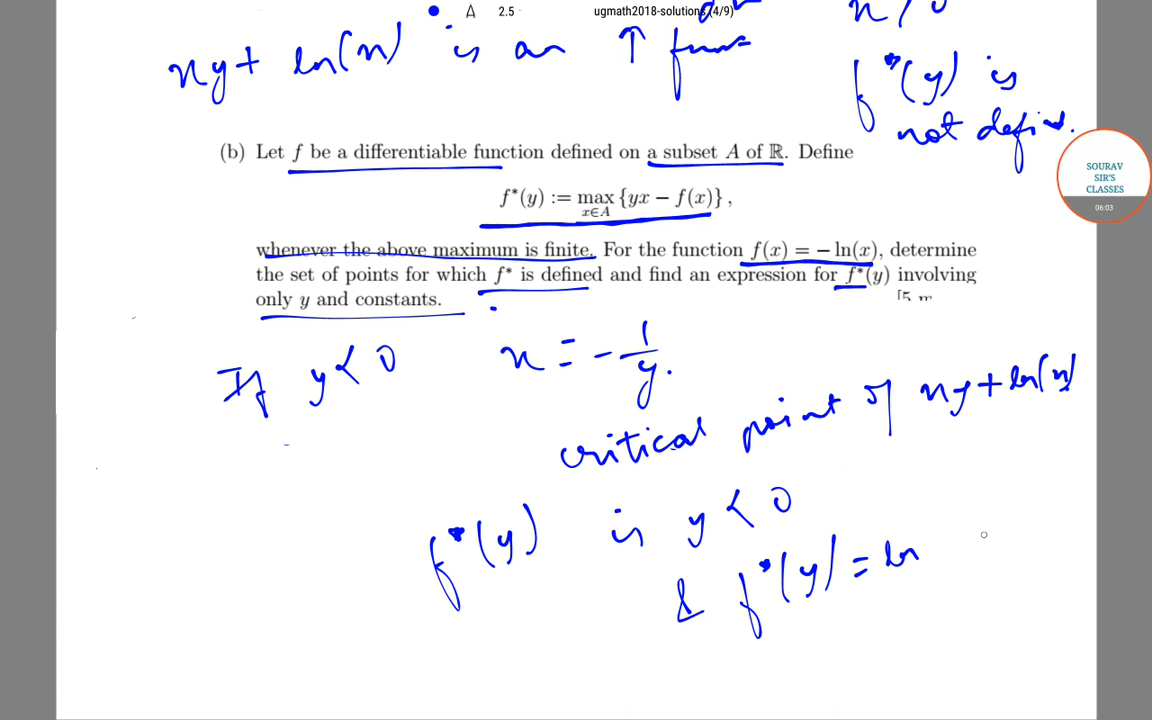 A 2.5 ugmath2018-solutions (4/9)
xy + ln(x) is an ↑ func
f*(y) is
not defin.
(b) Let f be a differentiable function defined on a subset A of ℝ. Define
f*(y) := max {yx − f(x)} ,
x∈A
SOURAV
SIR'S
CLASSES
06:03
whenever the above maximum is finite. For the function f(x) = − ln(x), determine
the set of points for which f* is defined and find an expression for f*(y) involving
only y and constants.
If y < 0 x = - 1/y.
critical point of xy + ln(x)
f*(y) is y < 0
& f*(y) = ln